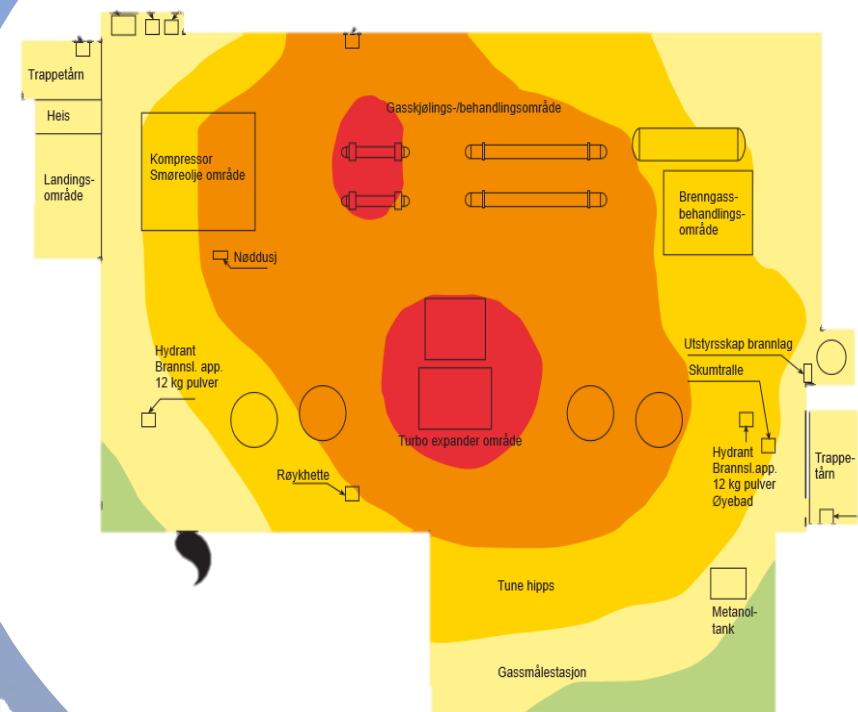 Trappetårn
Heis
Landings-
område
Kompressor
Smøreolje område
Gasskjølings-/behandlingsområde
Brenngass-
behandlings-
område
Nøddusj
Hydrant
Brannsl. app.
12 kg pulver
Utstyrsskap brannlag
Skumtralle
Turbo expander område
Røykhette
Hydrant
Brannsl.app.
12 kg pulver
Øyebad
Trappe-
tårn
Tune hipps
Metanol-
tank
Gassmålestasjon